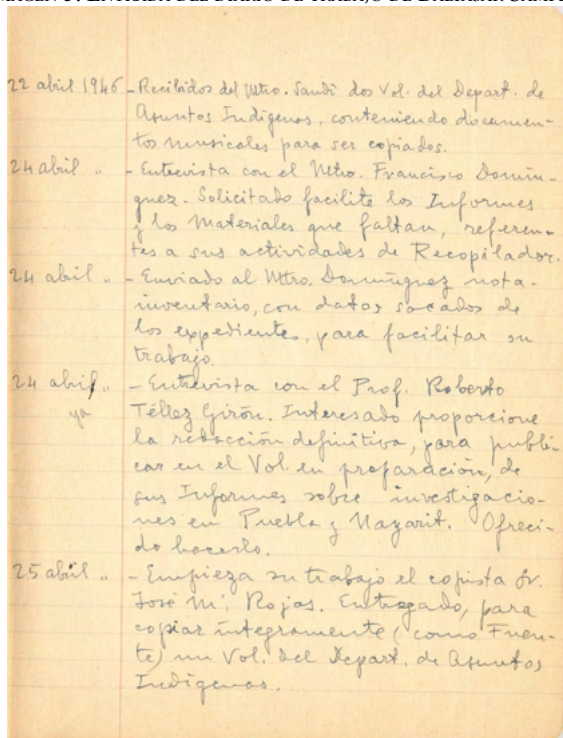 22 abril 1946 - Recibidos del Mtro. Sandi dos Vol. del Depart. de
Asuntos Indígenas, conteniendo documen-
tos musicales para ser copiados.
24 abril " - Entrevista con el Mtro. Francisco Domín-
guez. Solicitado facilite los Informes
y los Materiales que faltan, referen-
tes a sus actividades de Recopilador.
24 abril " - Enviado al Mtro. Domínguez nota-
inventario, con datos sacados de
los expedientes, para facilitar su
trabajo.
24 abril " - Entrevista con el Prof. Roberto
ya Téllez Girón. Interesado proporcione
la redacción definitiva, para publi-
car en el Vol. en preparación, de
sus Informes sobre investigacio-
nes en Puebla y Nayarit. Ofreci-
do hacerlo.
25 abril " - Empieza su trabajo el copista Sr.
José Mª. Rojas. Entregado, para
copiar íntegramente (como Fuen-
te) un Vol. del Depart. de Asuntos
Indígenas.